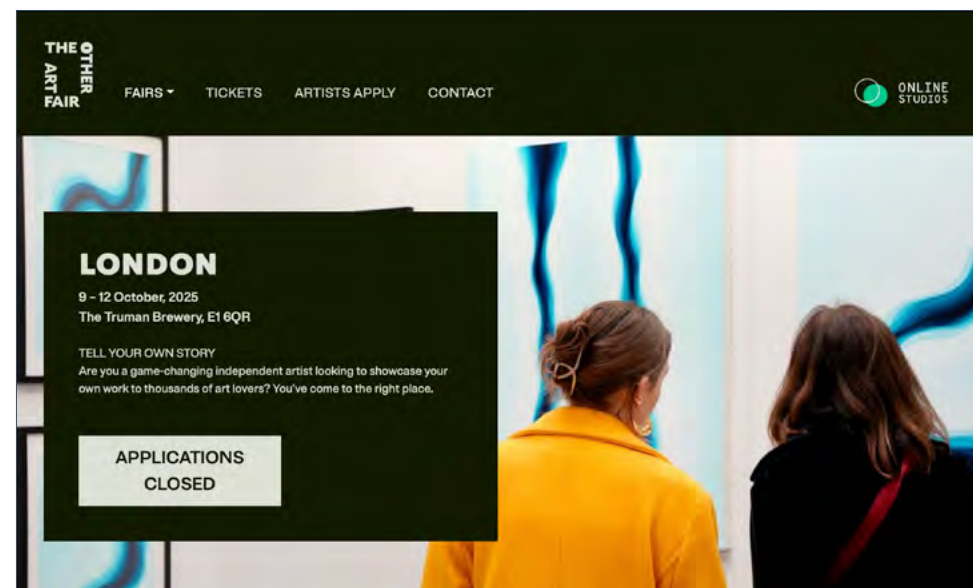 THE OTHER
ART
FAIR
FAIRS
TICKETS
ARTISTS APPLY
CONTACT
ONLINE
STUDIOS
LONDON
9 – 12 October, 2025
The Truman Brewery, E1 6QR
TELL YOUR OWN STORY
Are you a game-changing independent artist looking to showcase your
own work to thousands of art lovers? You've come to the right place.
APPLICATIONS
CLOSED